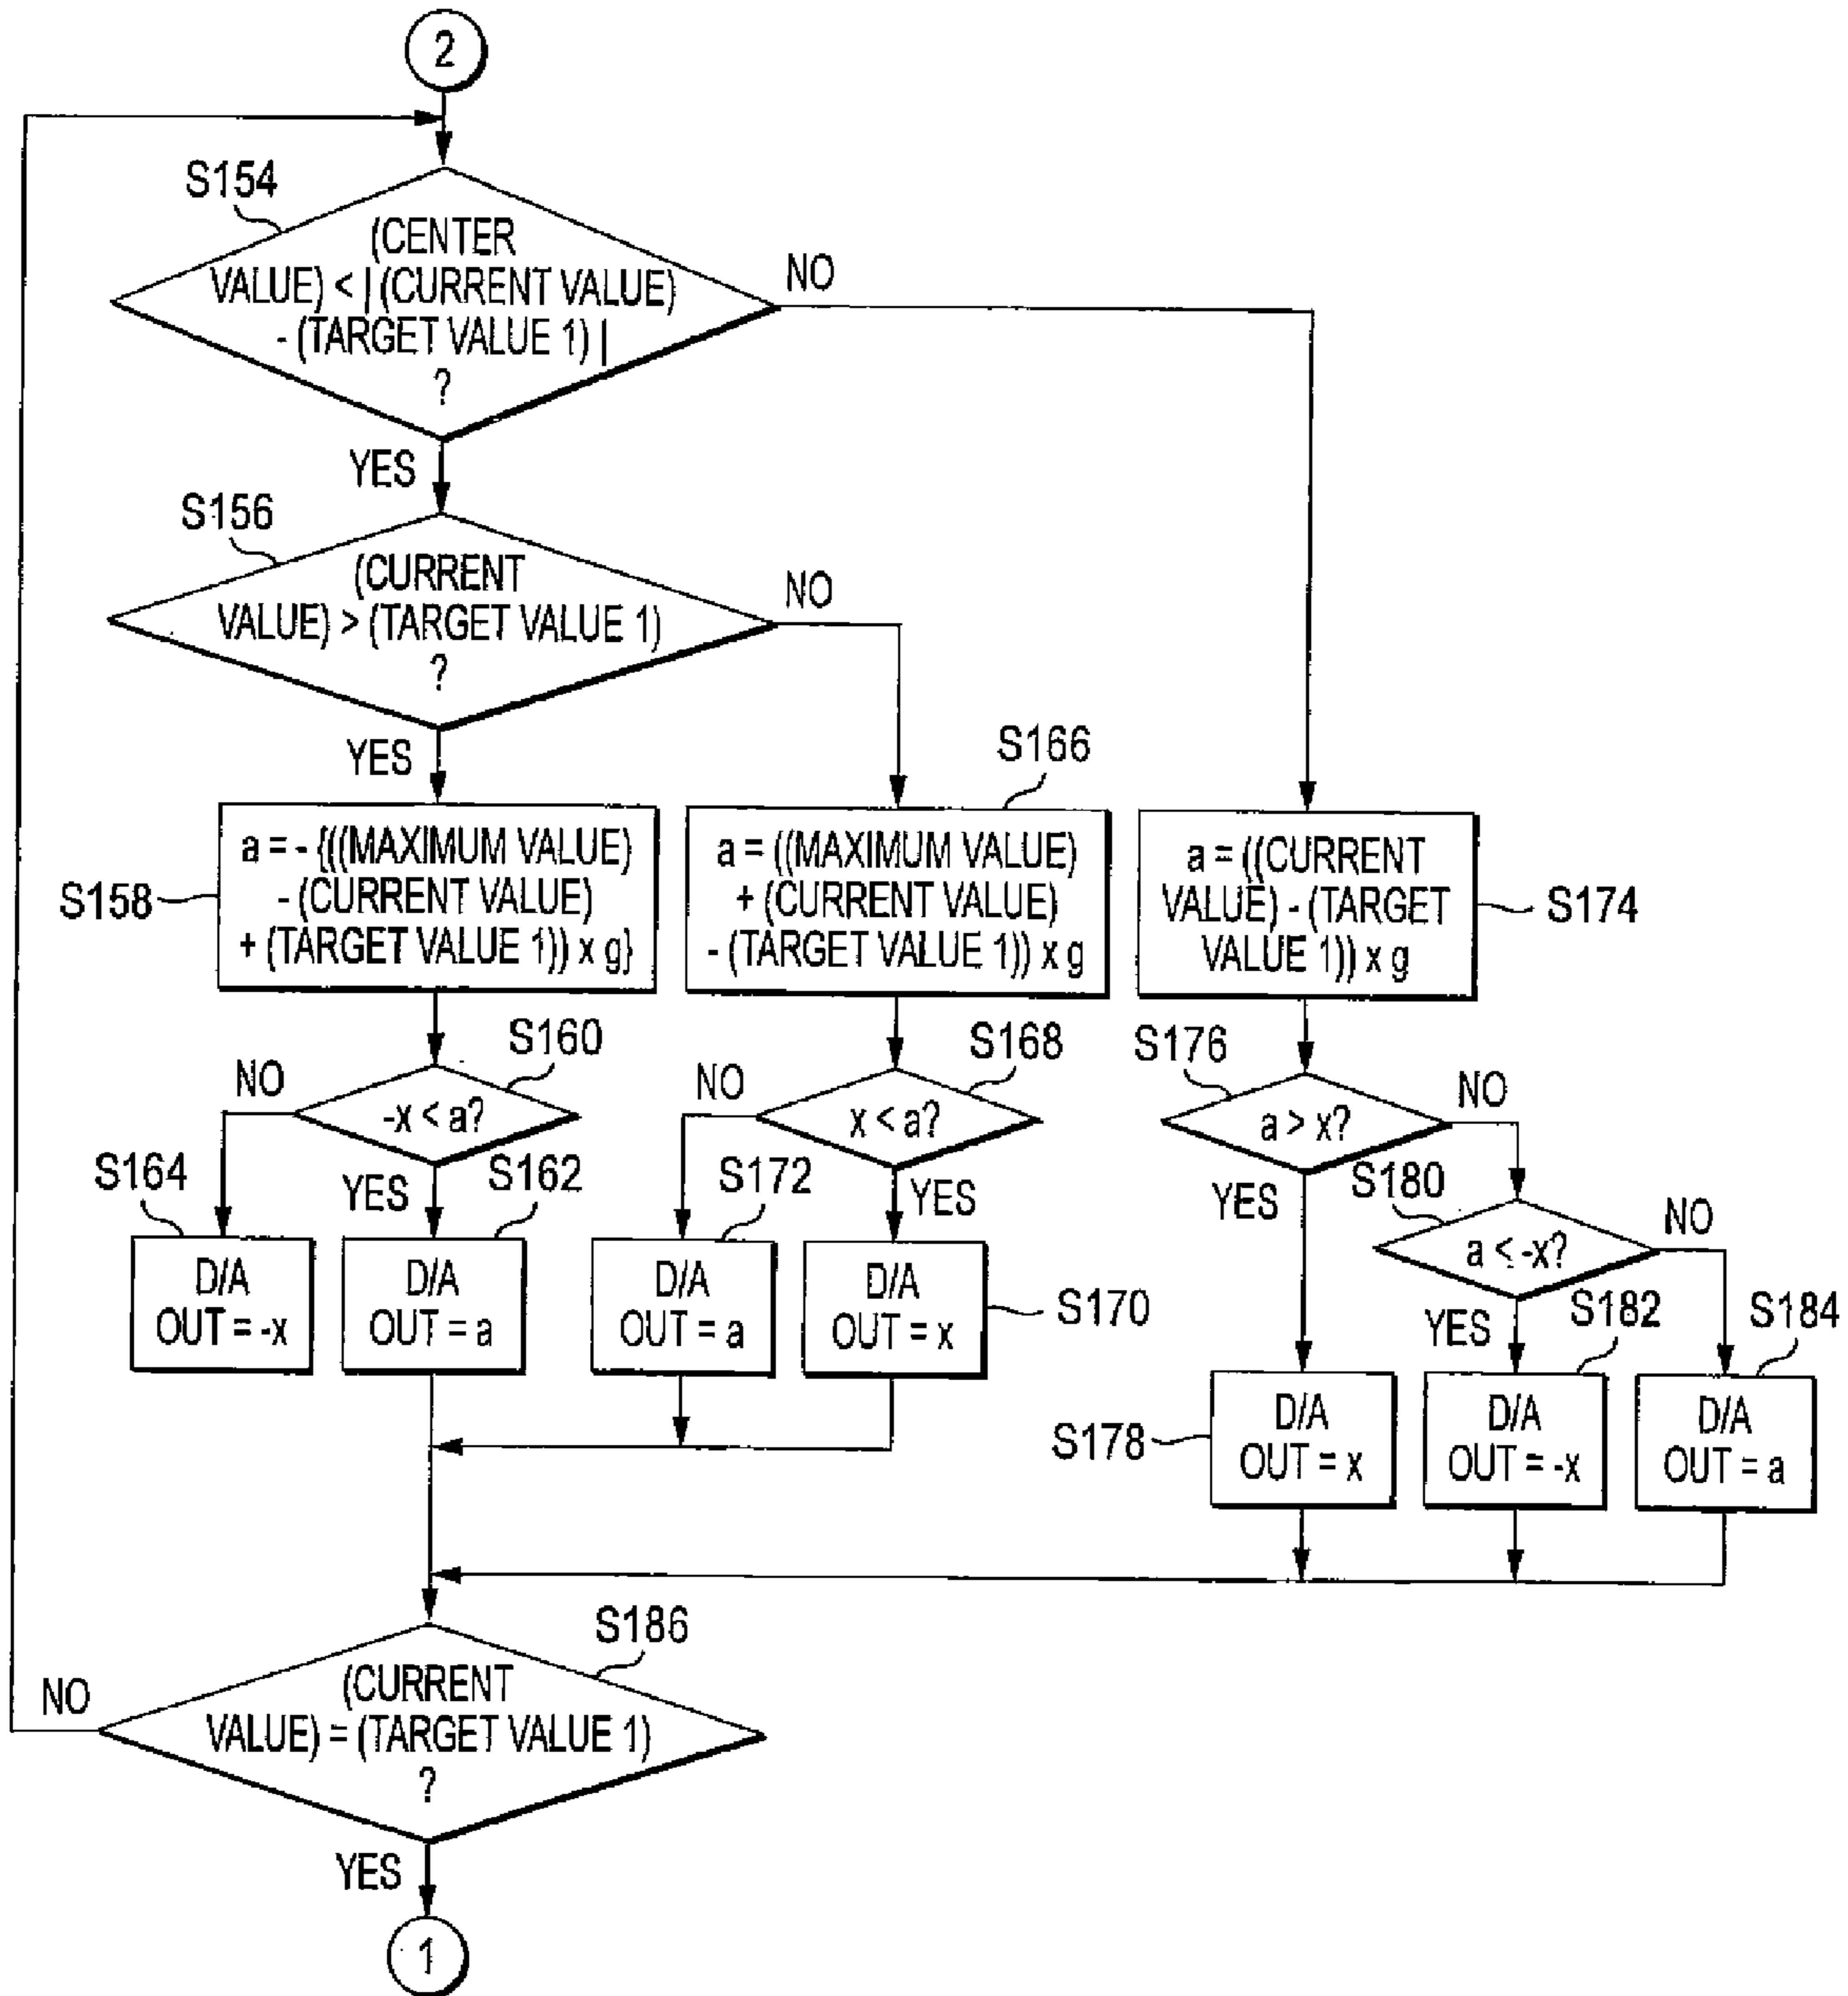 2
S154
(CENTER
VALUE) < | (CURRENT VALUE)
- (TARGET VALUE 1) |
?
NO
YES
S156
(CURRENT
VALUE) > (TARGET VALUE 1)
?
NO
YES
S158
a = - {((MAXIMUM VALUE)
- (CURRENT VALUE)
+ (TARGET VALUE 1)) x g}
S166
a = ((MAXIMUM VALUE)
+ (CURRENT VALUE)
- (TARGET VALUE 1)) x g
a = ((CURRENT
VALUE) - (TARGET
VALUE 1)) x g
S174
S160
NO
-x < a?
YES
S168
NO
x < a?
YES
S176
NO
a > x?
YES
S180
NO
a < -x?
YES
S164
D/A
OUT = -x
S162
D/A
OUT = a
S172
D/A
OUT = a
D/A
OUT = x
S170
S178
D/A
OUT = x
S182
D/A
OUT = -x
S184
D/A
OUT = a
S186
NO
(CURRENT
VALUE) = (TARGET VALUE 1)
?
YES
1